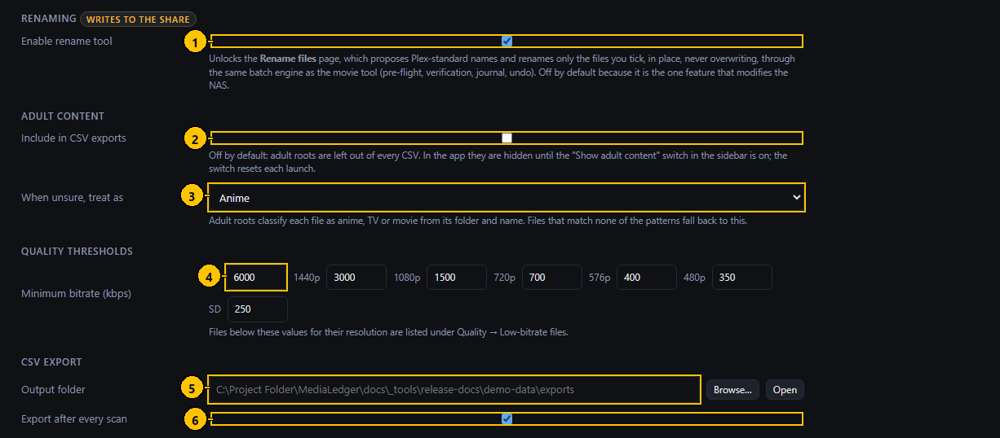 RENAMING WRITES TO THE SHARE
Enable rename tool
1
Unlocks the Rename files page, which proposes Plex-standard names and renames only the files you tick, in place, never overwriting, through
the same batch engine as the movie tool (pre-flight, verification, journal, undo). Off by default because it is the one feature that modifies the
NAS.
ADULT CONTENT
Include in CSV exports
2
Off by default: adult roots are left out of every CSV. In the app they are hidden until the "Show adult content" switch in the sidebar is on; the
switch resets each launch.
When unsure, treat as
3
Anime
Adult roots classify each file as anime, TV or movie from its folder and name. Files that match none of the patterns fall back to this.
QUALITY THRESHOLDS
Minimum bitrate (kbps)
4
6000 1440p 3000 1080p 1500 720p 700 576p 400 480p 350
SD 250
Files below these values for their resolution are listed under Quality → Low-bitrate files.
CSV EXPORT
Output folder
5
C:\Project Folder\MediaLedger\docs\_tools\release-docs\demo-data\exports Browse... Open
Export after every scan
6